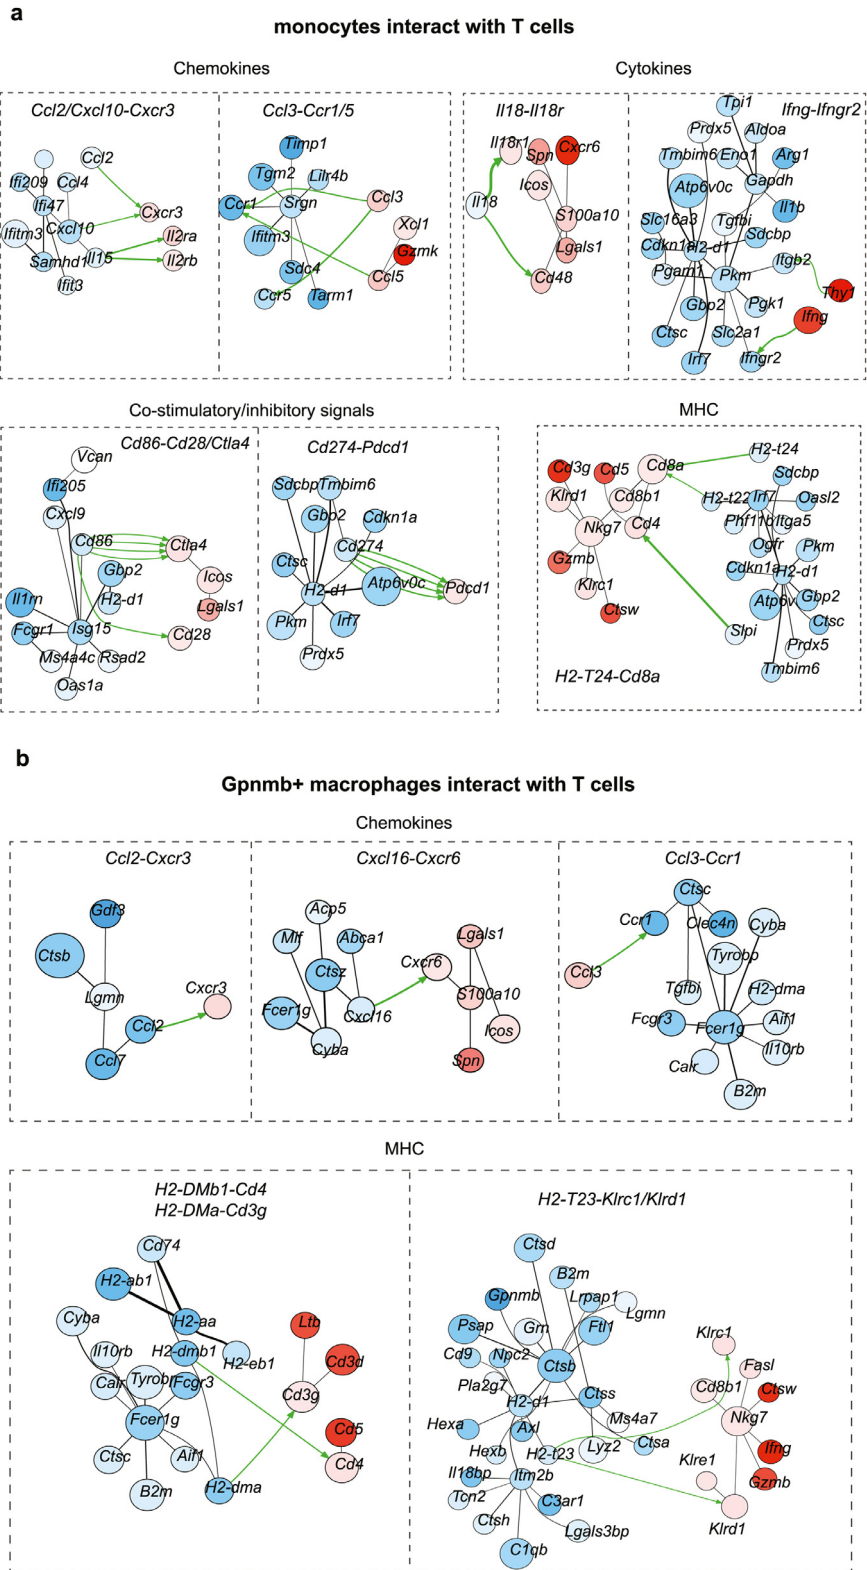 a
monocytes interact with T cells
Chemokines
Cytokines
Ccl2/Cxcl10-Cxcr3
Ccl3-Ccr1/5
Il18-Il18r
Ifng-Ifngr2
Ccl2
Ifi209
Ccl4
Ifi47
Cxcr3
Cxcl10
Ifitm3
Il2ra
Samhd1
Il15
Il2rb
Ifit3
Timp1
Tgm2
Lilr4b
Ccr1
Srgn
Ccl3
Xcl1
Ifitm3
Gzmk
Sdc4
Ccl5
Ccr5
Tarm1
Il18r1
Spn
Cxcr6
Icos
Il18
S100a10
Lgals1
Cd48
Tpi1
Prdx5
Aldoa
Tmbim6
Eno1
Arg1
Atp6v0c
Gapdh
Il1b
Slc16a3
Tgfbi
Cdkn1a
H2-d1
Sdcbp
Pgam1
Pkm
Itgb2
Thy1
Gbp2
Pgk1
Ifng
Ctsc
Slc2a1
Irf7
Ifngr2
Co-stimulatory/inhibitory signals
MHC
Cd86-Cd28/Ctla4
Cd274-Pdcd1
Vcan
Ifi205
Cxcl9
Cd86
Ctla4
Gbp2
Icos
Il1rn
H2-d1
Lgals1
Fcgr1
Isg15
Cd28
Ms4a4c
Rsad2
Oas1a
Sdcbp
Tmbim6
Gbp2
Cdkn1a
Cd274
Ctsc
H2-d1
Atp6v0c
Pdcd1
Pkm
Irf7
Prdx5
Cd3g
Cd5
Cd8a
H2-t24
Sdcbp
Klrd1
Cd8b1
H2-t22
Irf7
Oasl2
Nkg7
Cd4
Phf11b
Itga5
Ogfr
Pkm
Gzmb
Cdkn1a
H2-d1
Klrc1
Atp6v
Gbp2
Ctsw
Slpi
Ctsc
Prdx5
Tmbim6
H2-T24-Cd8a
b
Gpnmb+ macrophages interact with T cells
Chemokines
Ccl2-Cxcr3
Cxcl16-Cxcr6
Ccl3-Ccr1
Gdf3
Ctsb
Lgmn
Cxcr3
Ccl2
Ccl7
Acp5
Mif
Abca1
Lgals1
Ctsz
Cxcr6
Fcer1g
Cxcl16
S100a10
Cyba
Icos
Spn
Ctsc
Ccr1
Clec4n
Cyba
Tyrobp
Ccl3
Tgfbi
H2-dma
Fcgr3
Fcer1g
Aif1
Il10rb
Calr
B2m
MHC
H2-DMb1-Cd4
H2-DMa-Cd3g
H2-T23-Klrc1/Klrd1
Cd74
H2-ab1
Cyba
H2-aa
Ltb
Il10rb
H2-dmb1
H2-eb1
Cd3d
Calr
Tyrobp
Fcgr3
Cd3g
Fcer1g
Cd5
Ctsc
Aif1
Cd4
B2m
H2-dma
Ctsd
B2m
Gpnmb
Lrpap1
Lgmn
Psap
Grn
Ftl1
Klrc1
Cd9
Npc2
Ctsb
Fasl
Pla2g7
Ctss
Cd8b1
Ctsw
H2-d1
Ms4a7
Nkg7
Hexa
Axl
Ctsa
Ifng
Hexb
H2-t23
Lyz2
Klre1
Gzmb
Il18bp
Itm2b
Tcn2
C3ar1
Klrd1
Ctsh
Lgals3bp
C1qb